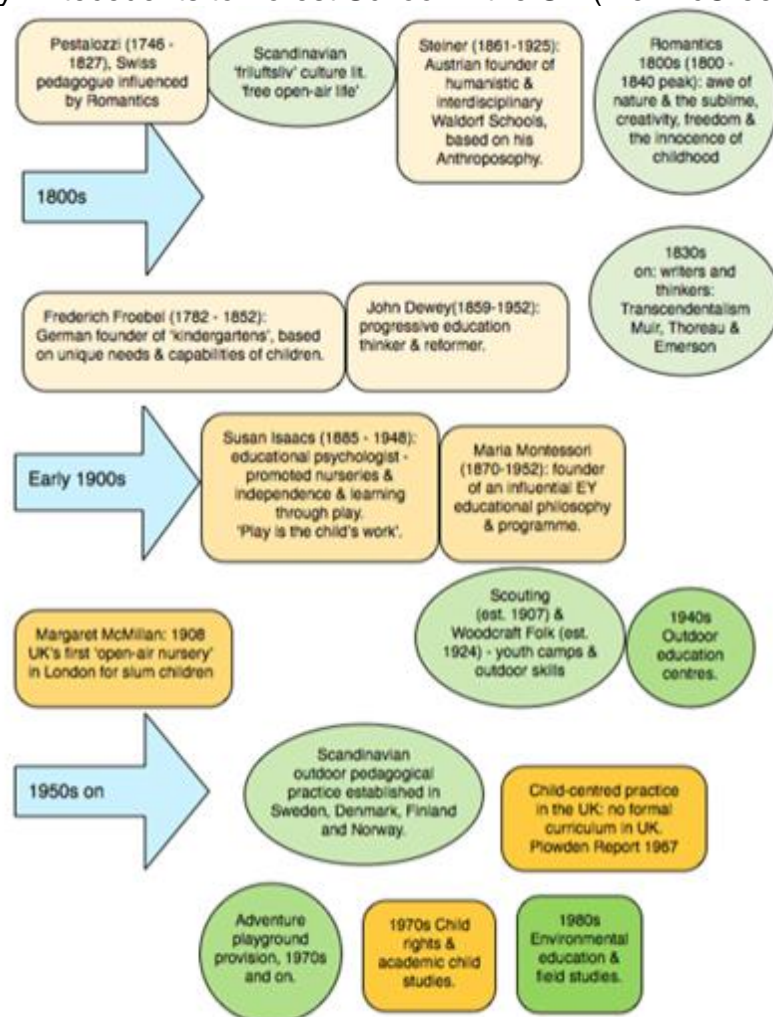 Pestalozzi (1746 -
1827), Swiss
pedagogue influenced
by Romantics
Scandinavian
'friluftsliv' culture lit.
'free open-air life'
Steiner (1861-1925):
Austrian founder of
humanistic &
interdisciplinary
Waldorf Schools,
based on his
Anthroposophy.
Romantics
1800s (1800 -
1840 peak): awe of
nature & the sublime,
creativity, freedom &
the innocence of
childhood
1800s
1830s
on: writers and
thinkers:
Transcendentalism
Muir, Thoreau &
Emerson
Frederich Froebel (1782 - 1852):
German founder of 'kindergartens', based
on unique needs & capabilities of children.
John Dewey(1859-1952):
progressive education
thinker & reformer.
Early 1900s
Susan Isaacs (1885 - 1948):
educational psychologist -
promoted nurseries &
independence & learning
through play.
'Play is the child's work'.
Maria Montessori
(1870-1952): founder
of an influential EY
educational philosophy
& programme.
Scouting
(est. 1907) &
Woodcraft Folk (est.
1924) - youth camps &
outdoor skills
1940s
Outdoor
education
centres.
Margaret McMillan: 1908
UK's first 'open-air nursery'
in London for slum children
1950s on
Scandinavian
outdoor pedagogical
practice established in
Sweden, Denmark, Finland
and Norway.
Child-centred practice
in the UK: no formal
curriculum in UK.
Plowden Report 1967
Adventure
playground
provision, 1970s
and on.
1970s Child
rights &
academic child
studies.
1980s
Environmental
education &
field studies.